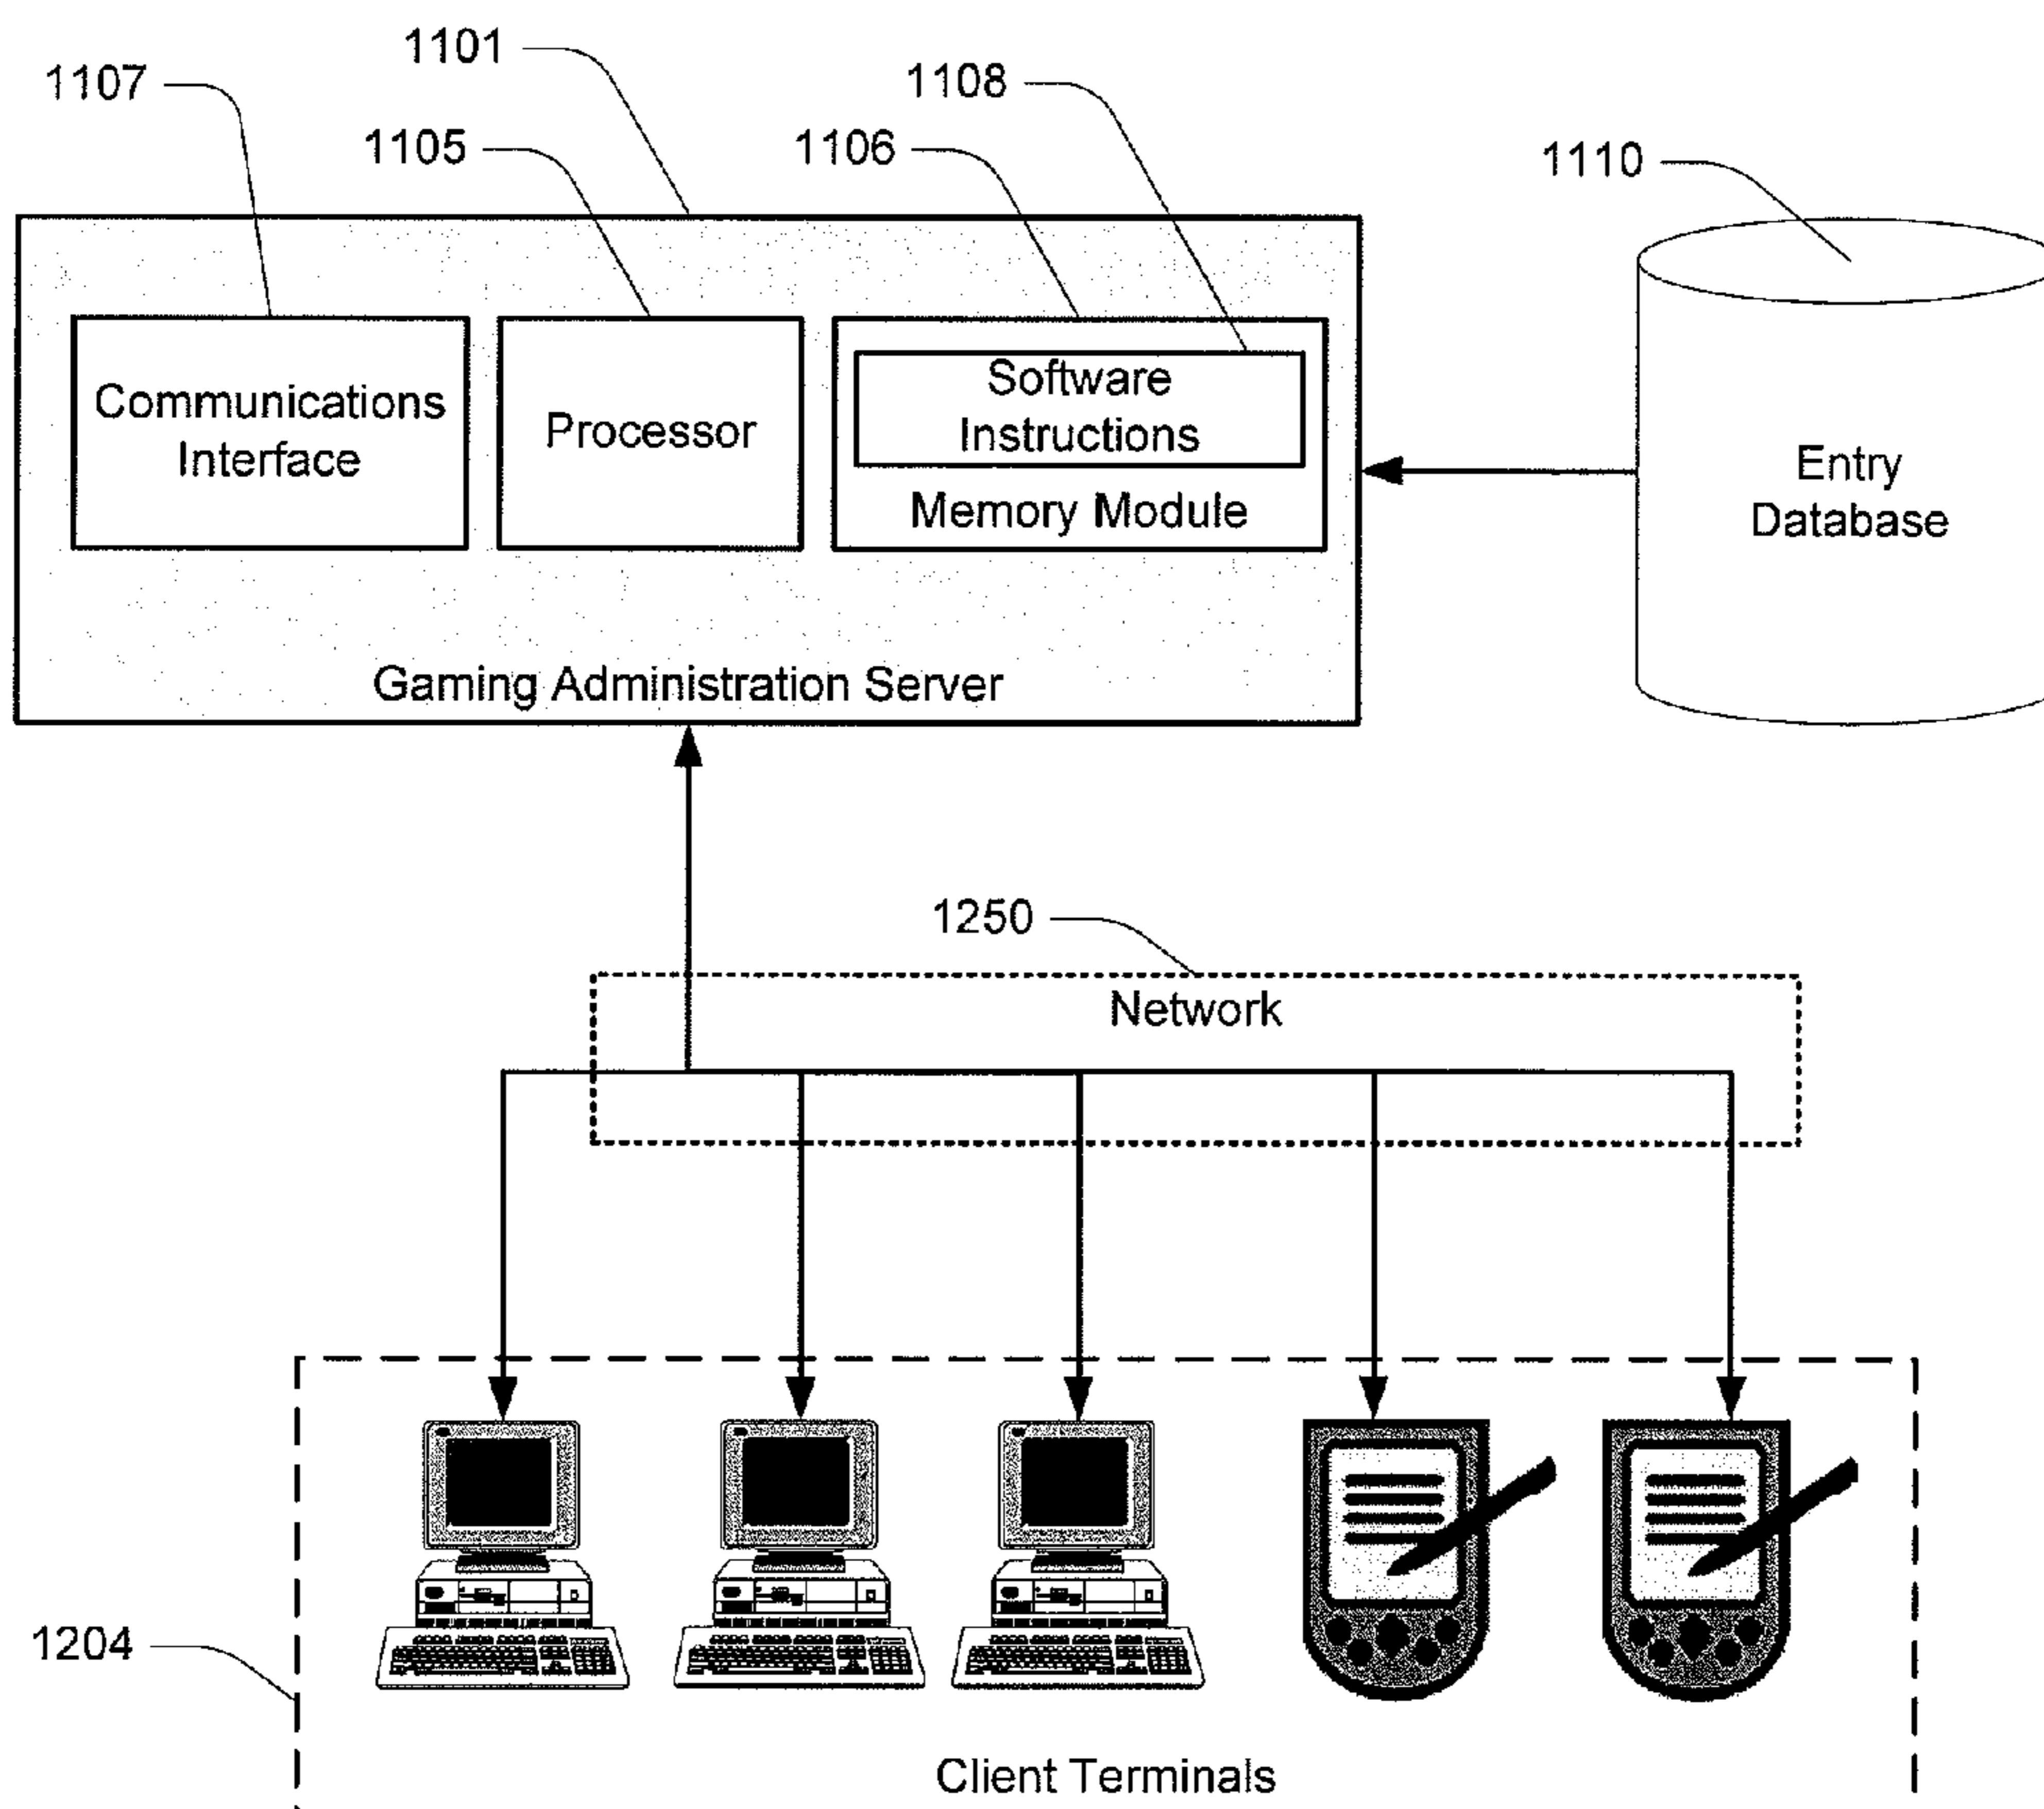 1101
1107
1108
1105
1106
1110
Communications
Interface
Processor
Software
Instructions
Memory Module
Entry
Database
Gaming Administration Server
1250
Network
1204
Client Terminals